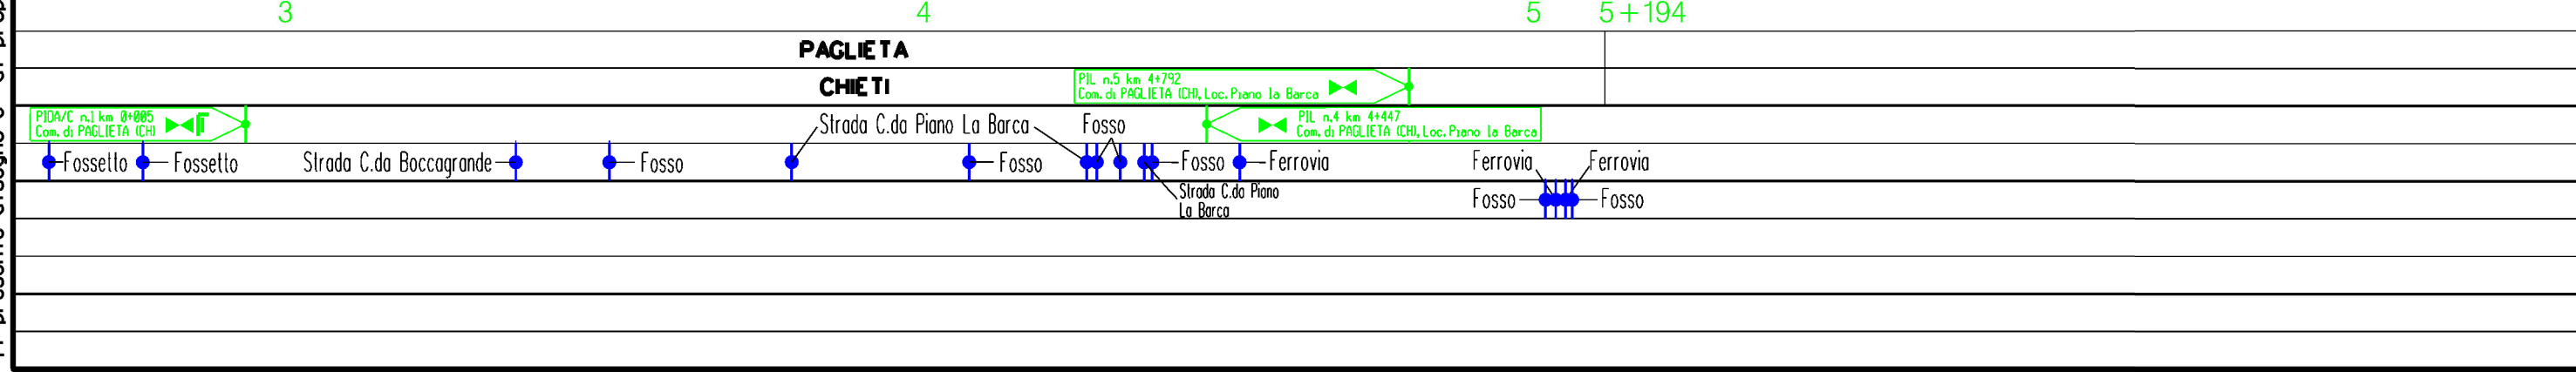 3 4 5 5+194
PAGLIETA
CHIETI
PIL n.5 km 4+792
Com. di PAGLIETA (CH), Loc. Piano la Barca
PIDA/C n.1 km 0+005
Com. di PAGLIETA (CH)
Strada C.da Piano La Barca
Fosso
PIL n.4 km 4+447
Com. di PAGLIETA (CH), Loc. Piano la Barca
Fossetto Fossetto Strada C.da Boccagrande Fosso Fosso Fosso Ferrovia Ferrovia Ferrovia
Strada C.da Piano
La Barca
Fosso Fosso